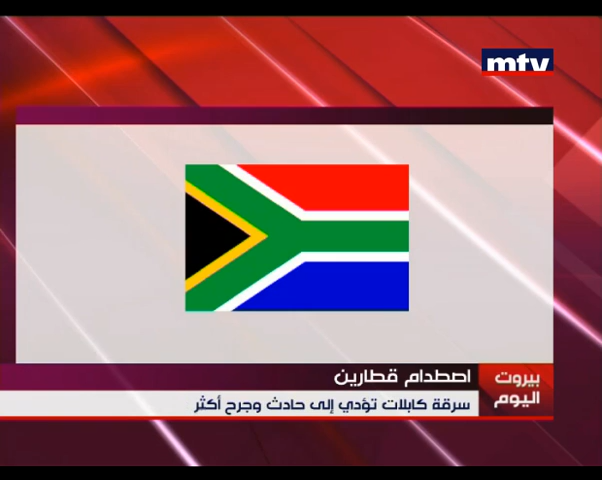 mtv
اصطدام قطارين
سرقة كابلات تؤدي إلى حادث وجرح أكثر
بيروت
اليوم